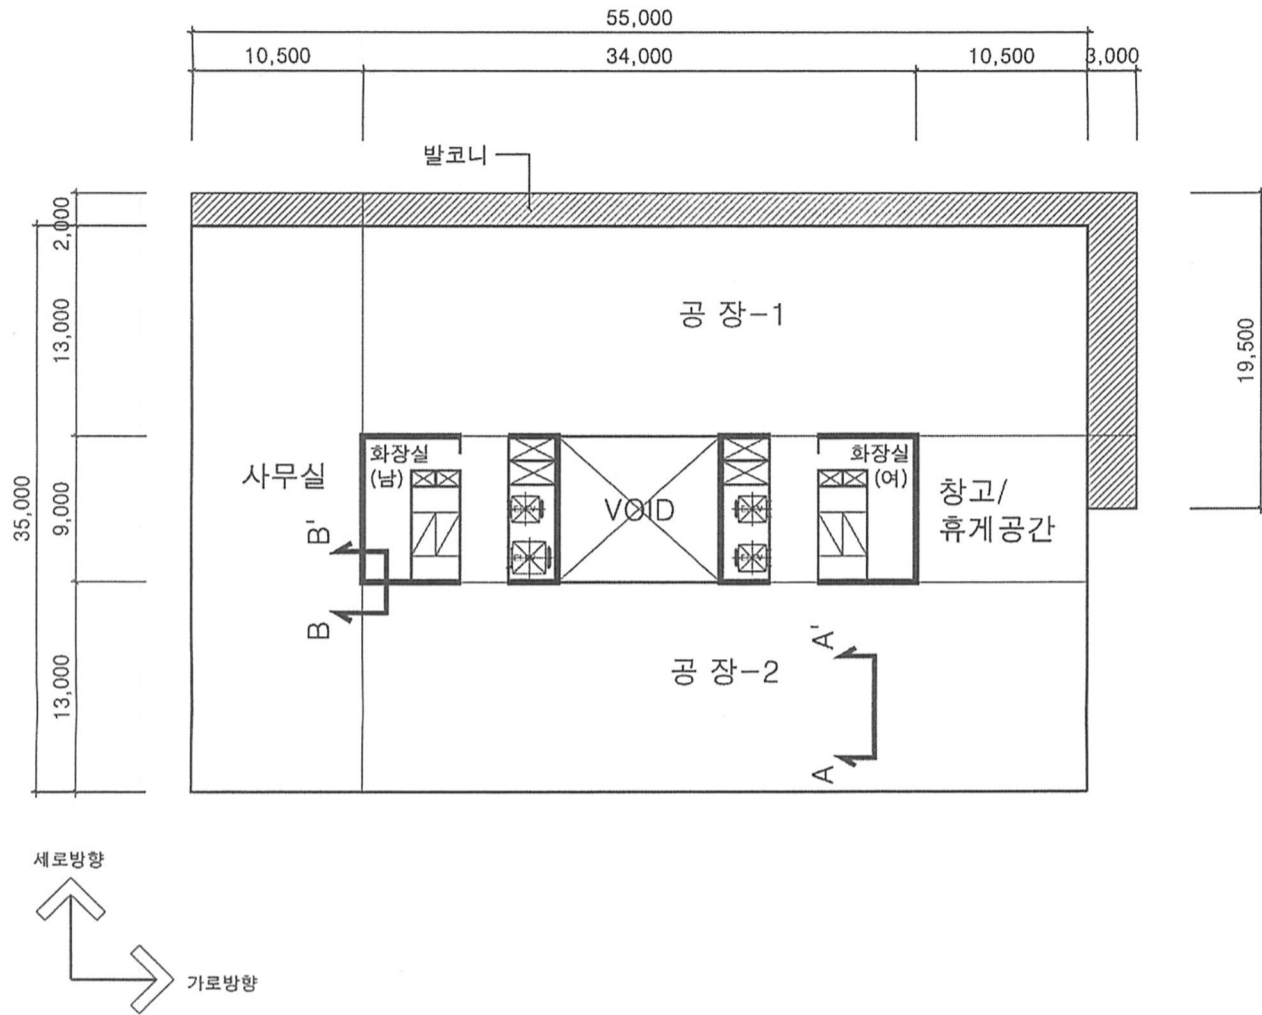 55,000
10,500
34,000
10,500
3,000
발코니
2,000
13,000
9,000
13,000
35,000
19,500
공 장-1
사무실
화장실
(남)
VOID
화장실
(여)
창고/
휴게공간
B'
B
공 장-2
A'
A
세로방향
가로방향